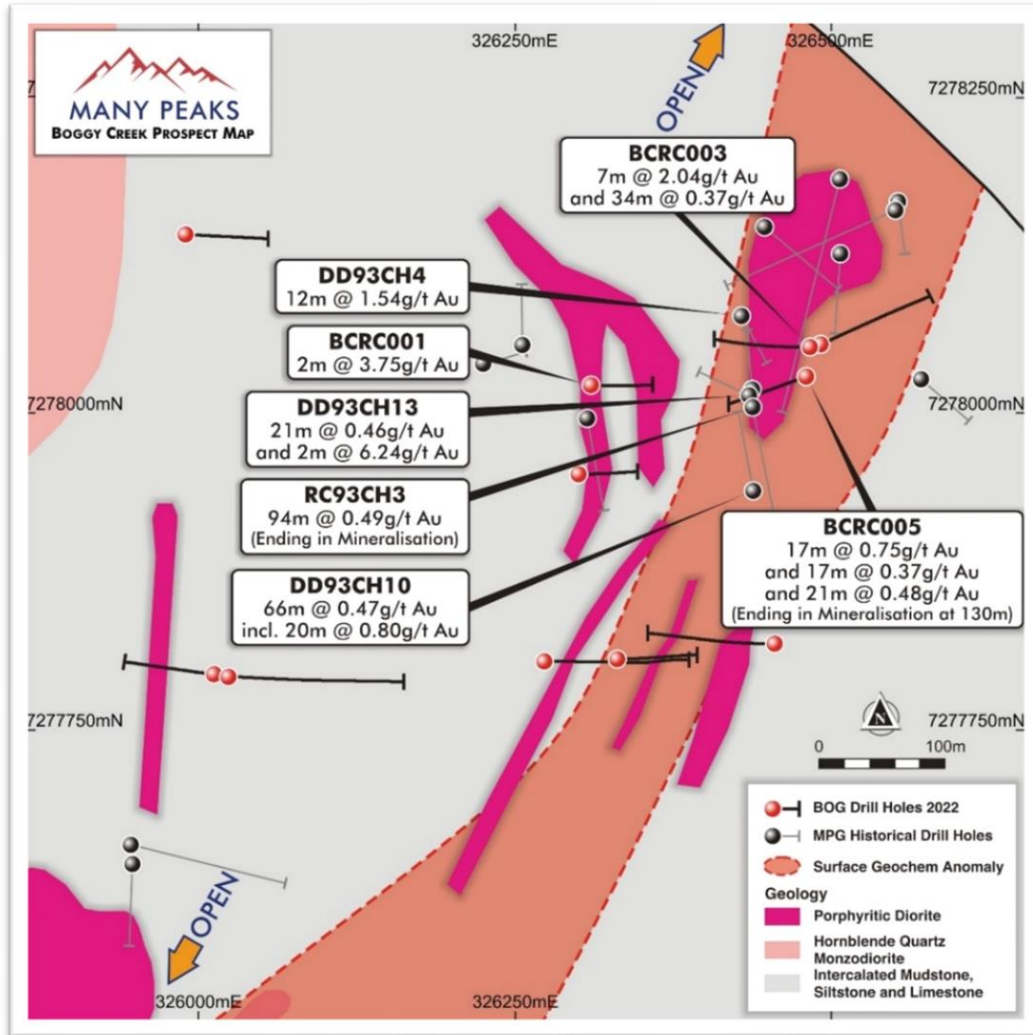 326250mE
326500mE
MANY PEAKS
BOGGY CREEK PROSPECT MAP
7
OPEN
7278250mN
BCRC003
7m @ 2.04g/t Au
and 34m @ 0.37g/t Au
DD93CH4
12m @ 1.54g/t Au
BCRC001
2m @ 3.75g/t Au
7278000mN
7278000mN
DD93CH13
21m @ 0.46g/t Au
and 2m @ 6.24g/t Au
RC93CH3
94m @ 0.49g/t Au
(Ending in Mineralisation)
BCRC005
17m @ 0.75g/t Au
and 17m @ 0.37g/t Au
and 21m @ 0.48g/t Au
(Ending in Mineralisation at 130m)
DD93CH10
66m @ 0.47g/t Au
incl. 20m @ 0.80g/t Au
7277750mN
N
7277750mN
0
100m
BOG Drill Holes 2022
MPG Historical Drill Holes
Surface Geochem Anomaly
Geology
Porphyritic Diorite
Hornblende Quartz
Monzodiorite
Intercalated Mudstone,
Siltstone and Limestone
OPEN
326000mE
326250mE